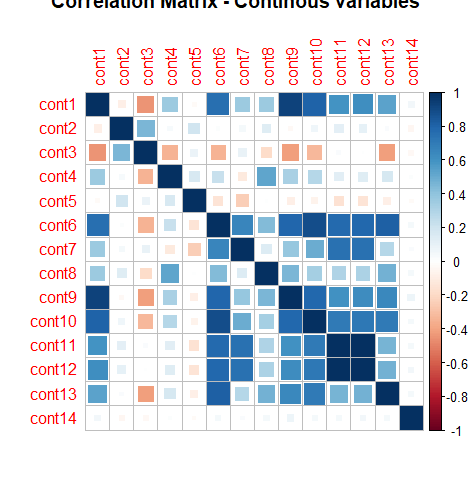 Correlation Matrix - Continous Variables
cont1 cont2 cont3 cont4 cont5 cont6 cont7 cont8 cont9 cont10 cont11 cont12 cont13 cont14
cont1
cont2
cont3
cont4
cont5
cont6
cont7
cont8
cont9
cont10
cont11
cont12
cont13
cont14
1
0.8
0.6
0.4
0.2
0
-0.2
-0.4
-0.6
-0.8
-1